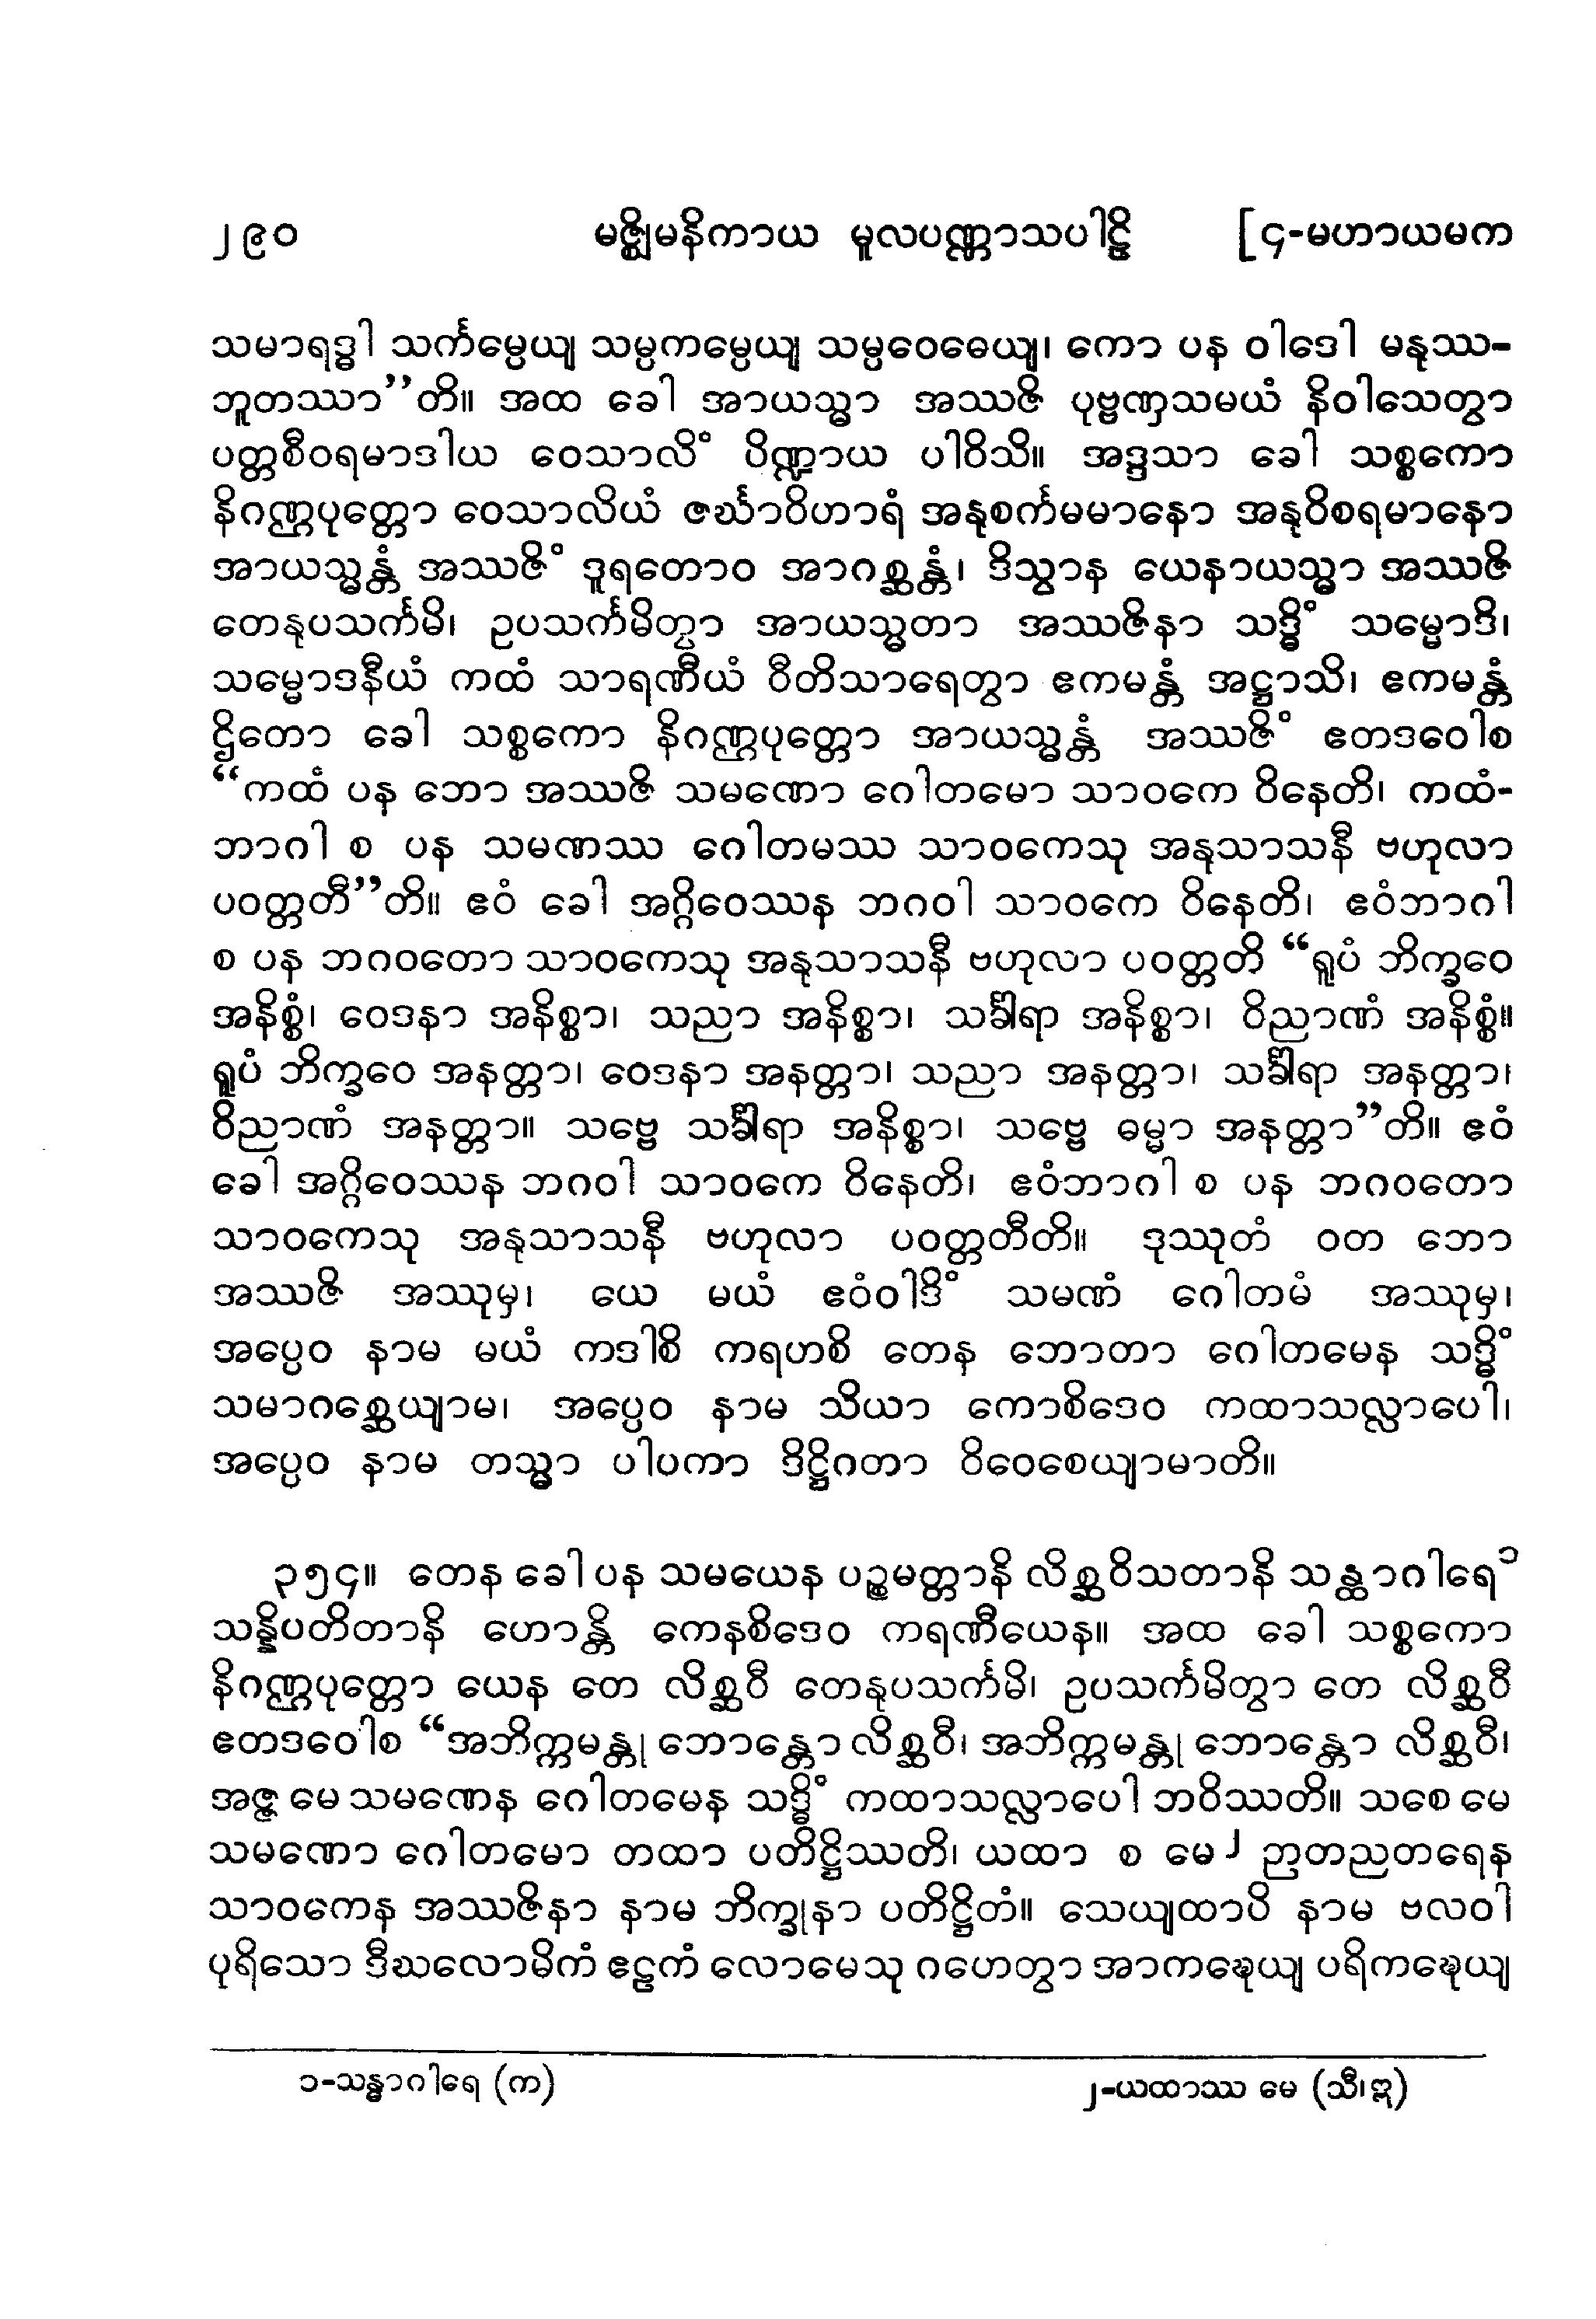 ၂၉၀ မဇ္ဈိမနိကာယ မူလပဏ္ဏာသပါဠိ [၄-မဟာယမက
သမာရဒ္ဓါ သင်္ကမ္ပေယျ သမ္ပကမ္ပေယျ သမ္ပဝေဓေယျ၊ ကော ပန ဝါဒေါ မနုဿ-
ဘူတဿာ”တိ။ အထ ခေါ အာယသ္မာ အဿဇိ ပုဗ္ဗဏှသမယံ နိဝါသေတွာ
ပတ္တစီဝရမာဒါယ ဝေသာလိံ ပိဏ္ဍာယ ပါဝိသိ။ အဒ္ဒသာ ခေါ သစ္စကော
နိဂဏ္ဌပုတ္တော ဝေသာလိယံ ဇင်္ဃာဝိဟာရံ အနုစင်္ကမမာနော အနုဝိစရမာနော
အာယသ္မန္တံ အဿဇိံ ဒူရတောဝ အာဂစ္ဆန္တံ၊ ဒိသွာန ယေနာယသ္မာ အဿဇိ
တေနုပသင်္ကမိ၊ ဥပသင်္ကမိတွာ အာယသ္မတာ အဿဇိနာ သဒ္ဓိံ သမ္မောဒိ၊
သမ္မောဒနီယံ ကထံ သာရဏီယံ ဝီတိသာရေတွာ ဧကမန္တံ အဋ္ဌာသိ၊ ဧကမန္တံ
ဌိတော ခေါ သစ္စကော နိဂဏ္ဌပုတ္တော အာယသ္မန္တံ အဿဇိံ ဧတဒဝေါစ
“ကထံ ပန ဘော အဿဇိ သမဏော ဂေါတမော သာဝကေ ဝိနေတိ၊ ကထံ-
ဘာဂါ စ ပန သမဏဿ ဂေါတမဿ သာဝကေသု အနုသာသနီ ဗဟုလာ
ပဝတ္တတီ”တိ။ ဧဝံ ခေါ အဂ္ဂိဝေဿန ဘဂဝါ သာဝကေ ဝိနေတိ၊ ဧဝံဘာဂါ
စ ပန ဘဂဝတော သာဝကေသု အနုသာသနီ ဗဟုလာ ပဝတ္တတိ “ရူပံ ဘိက္ခဝေ
အနိစ္စံ၊ ဝေဒနာ အနိစ္စာ၊ သညာ အနိစ္စာ၊ သင်္ခါရာ အနိစ္စာ၊ ဝိညာဏံ အနိစ္စံ။
ရူပံ ဘိက္ခဝေ အနတ္တာ၊ ဝေဒနာ အနတ္တာ၊ သညာ အနတ္တာ၊ သင်္ခါရာ အနတ္တာ၊
ဝိညာဏံ အနတ္တာ။ သဗ္ဗေ သင်္ခါရာ အနိစ္စာ၊ သဗ္ဗေ ဓမ္မာ အနတ္တာ”တိ။ ဧဝံ
ခေါ အဂ္ဂိဝေဿန ဘဂဝါ သာဝကေ ဝိနေတိ၊ ဧဝံဘာဂါ စ ပန ဘဂဝတော
သာဝကေသု အနုသာသနီ ဗဟုလာ ပဝတ္တတီတိ။ ဒုဿုတံ ဝတ ဘော
အဿဇိ အဿုမှ၊ ယေ မယံ ဧဝံဝါဒိံ သမဏံ ဂေါတမံ အဿုမှ၊
အပ္ပေဝ နာမ မယံ ကဒါစိ ကရဟစိ တေန ဘောတာ ဂေါတမေန သဒ္ဓိံ
သမာဂစ္ဆေယျာမ၊ အပ္ပေဝ နာမ သိယာ ကောစိဒေဝ ကထာသလ္လာပေါ၊
အပ္ပေဝ နာမ တသ္မာ ပါပကာ ဒိဋ္ဌိဂတာ ဝိဝေစေယျာမာတိ။
၃၅၄။ တေန ခေါ ပန သမယေန ပဉ္စမတ္တာနိ လိစ္ဆဝိသတာနိ သန္ထာဂါရေ၁
သန္နိပတိတာနိ ဟောန္တိ ကေနစိဒေဝ ကရဏီယေန။ အထ ခေါ သစ္စကော
နိဂဏ္ဌပုတ္တော ယေန တေ လိစ္ဆဝီ တေနုပသင်္ကမိ၊ ဥပသင်္ကမိတွာ တေ လိစ္ဆဝီ
ဧတဒဝေါစ “အဘိက္ကမန္တု ဘောန္တော လိစ္ဆဝီ၊ အဘိက္ကမန္တု ဘောန္တော လိစ္ဆဝီ၊
အဇ္ဇ မေ သမဏေန ဂေါတမေန သဒ္ဓိံ ကထာသလ္လာပေါ ဘဝိဿတိ။ သစေ မေ
သမဏော ဂေါတမော တထာ ပတိဋ္ဌိဿတိ၊ ယထာ စ မေ၂ ဉာတညတရေန
သာဝကေန အဿဇိနာ နာမ ဘိက္ခုနာ ပတိဋ္ဌိတံ။ သေယျထာပိ နာမ ဗလဝါ
ပုရိသော ဒီဃလောမိကံ ဧဠကံ လောမေသု ဂဟေတွာ အာကဍ္ဎေယျ ပရိကဍ္ဎေယျ
၁-သန္ဓာဂါရေ (က) ၂-ယထာဿ မေ (သီ၊ဣ)